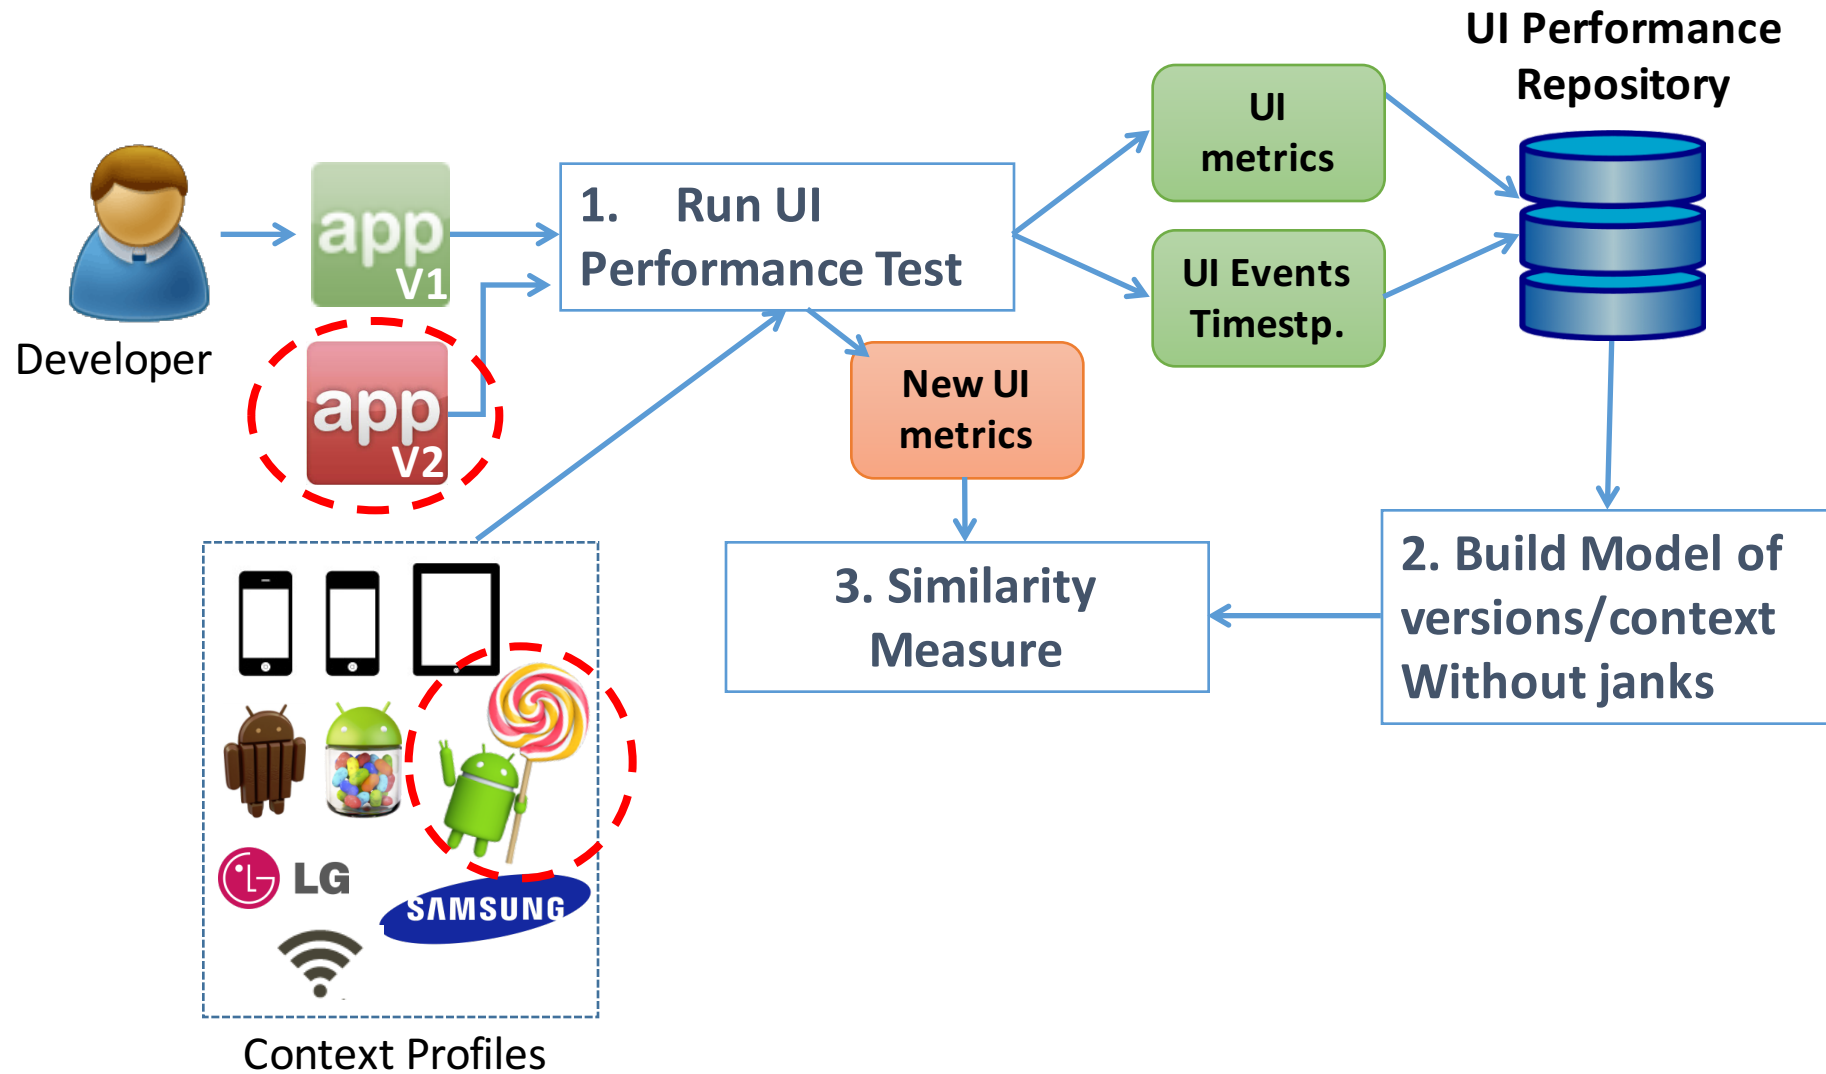 UI Performance
Repository
UI
metrics
app
V1
1. Run UI
Performance Test
UI Events
Timestp.
Developer
app
V2
New UI
metrics
2. Build Model of
versions/context
Without janks
3. Similarity
Measure
LG
LG
SAMSUNG
Context Profiles